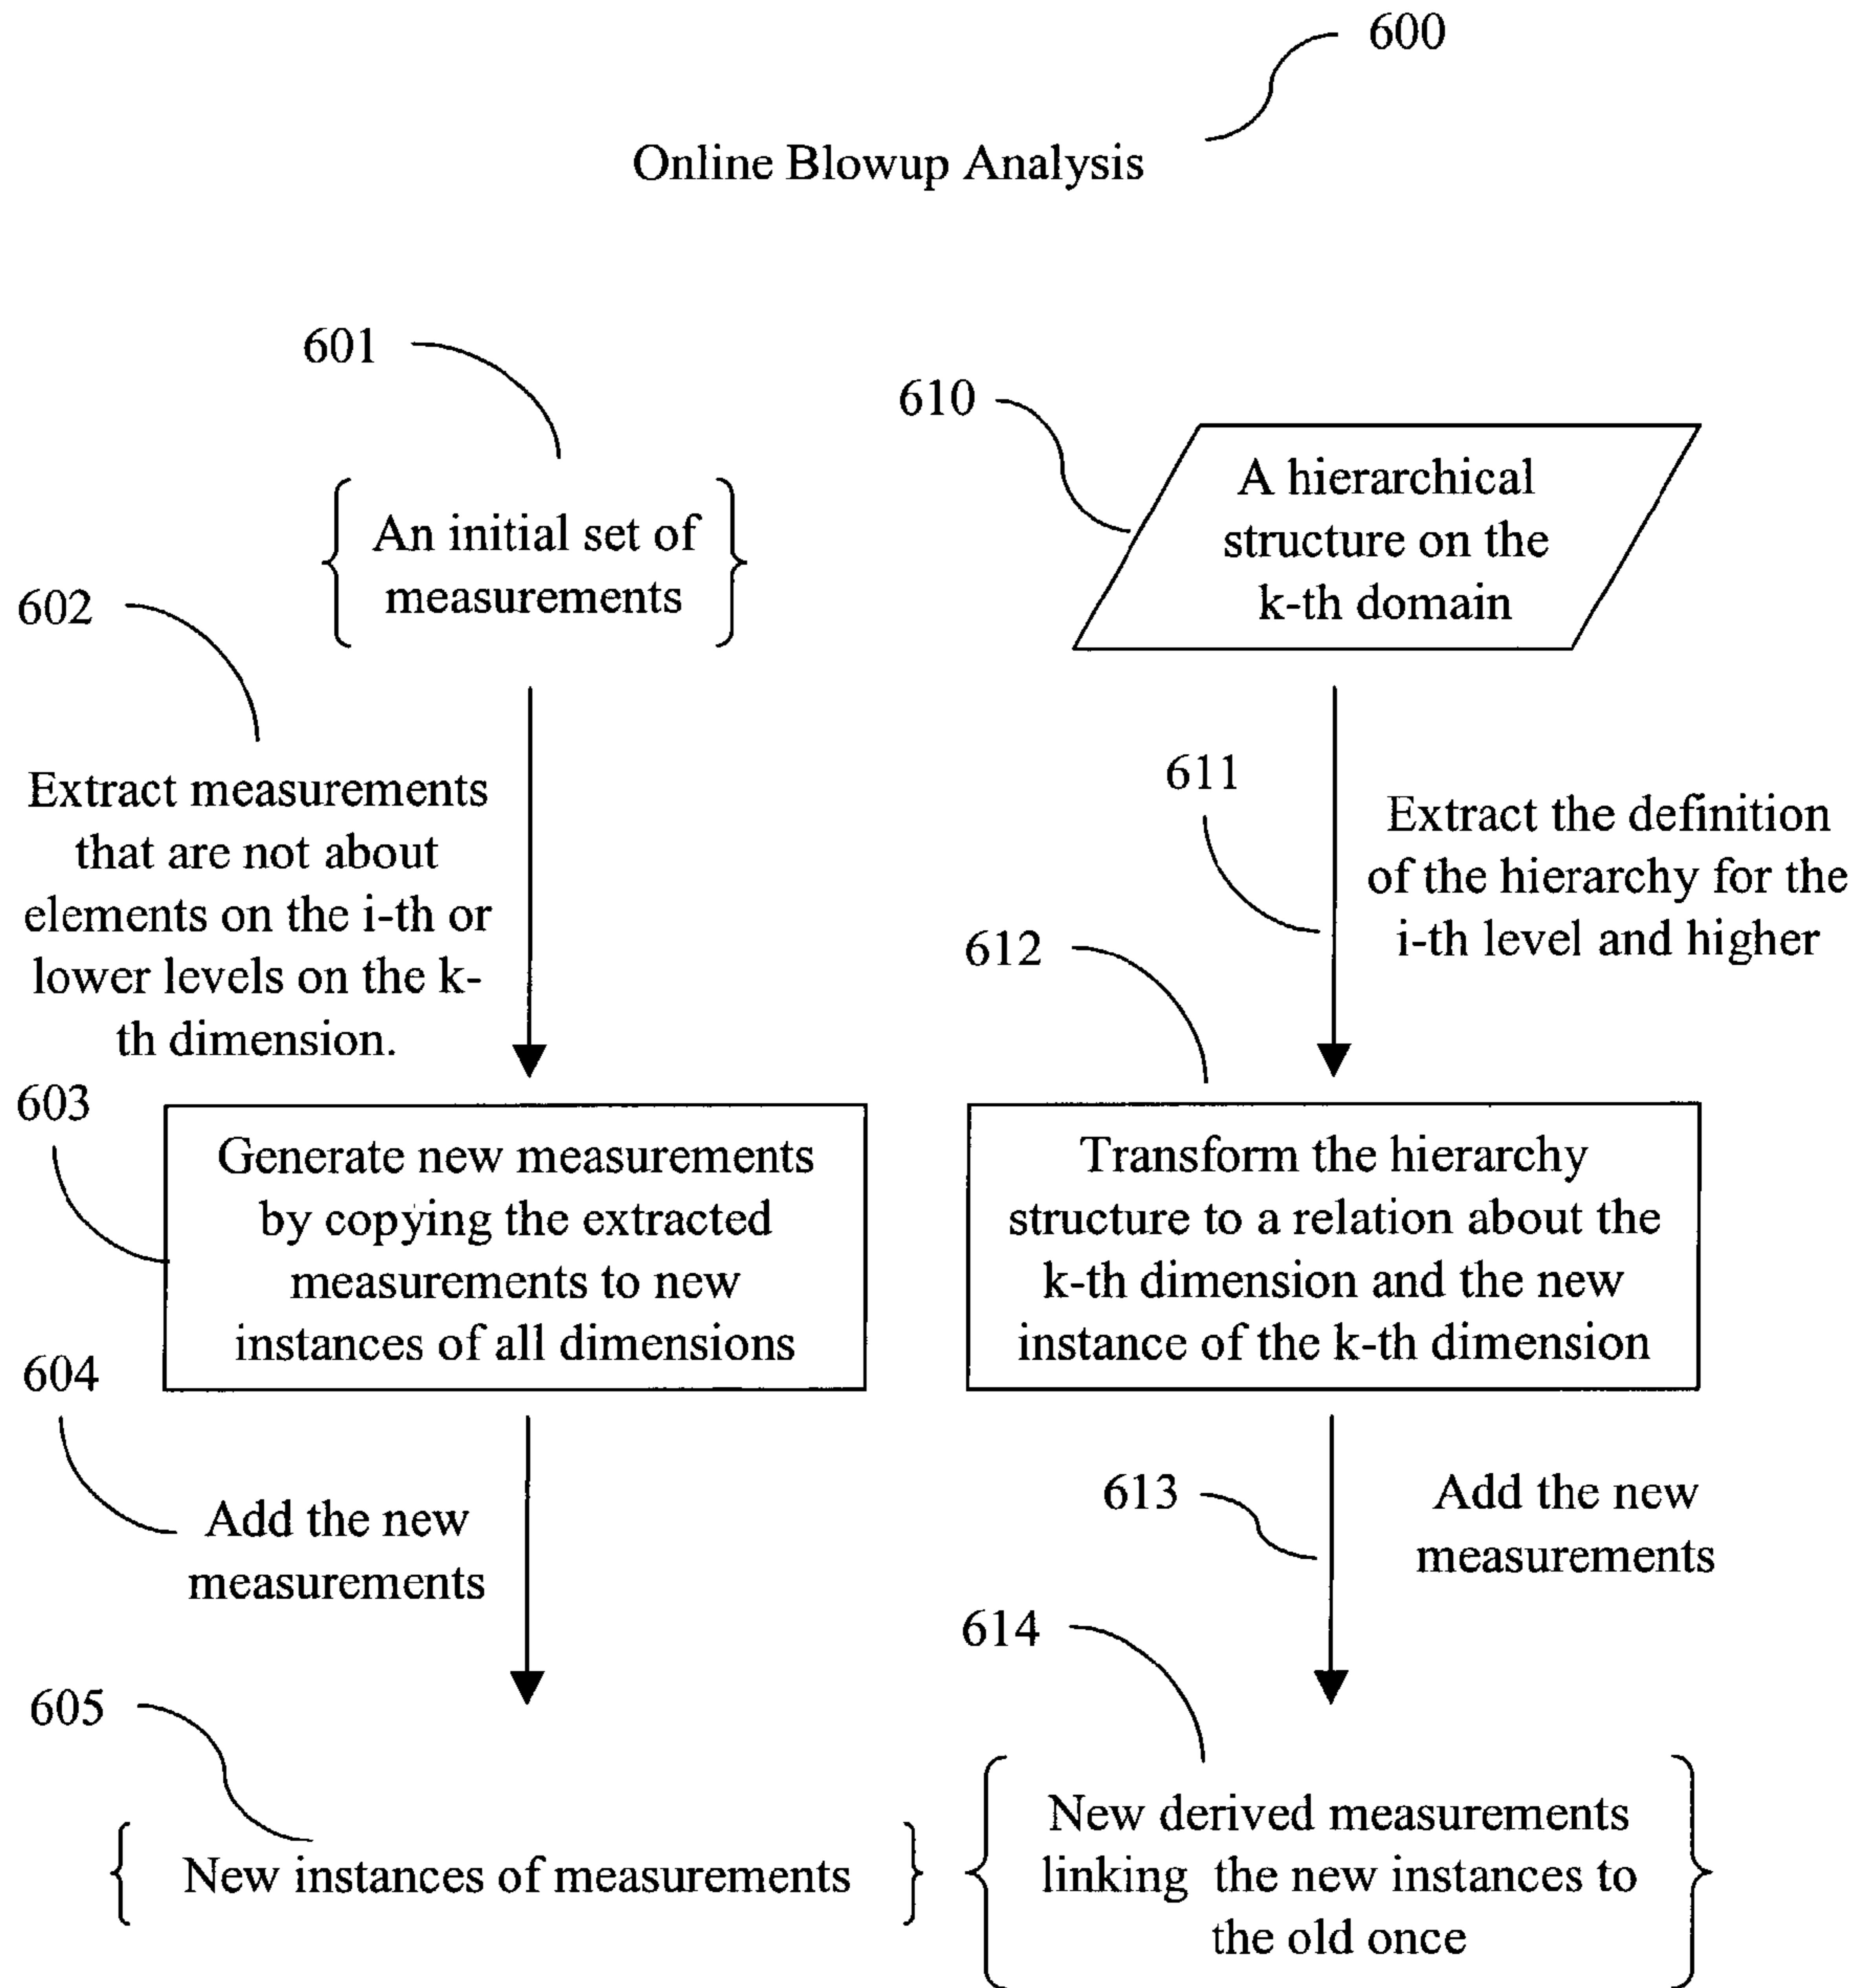 600
Online Blowup Analysis
601
An initial set of
measurements
602
Extract measurements
that are not about
elements on the i-th or
lower levels on the k-
th dimension.
603
Generate new measurements
by copying the extracted
measurements to new
instances of all dimensions
604
Add the new
measurements
605
{ New instances of measurements }
610
A hierarchical
structure on the
k-th domain
611
Extract the definition
of the hierarchy for the
i-th level and higher
612
Transform the hierarchy
structure to a relation about the
k-th dimension and the new
instance of the k-th dimension
613
Add the new
measurements
614
New derived measurements
linking the new instances to
the old once